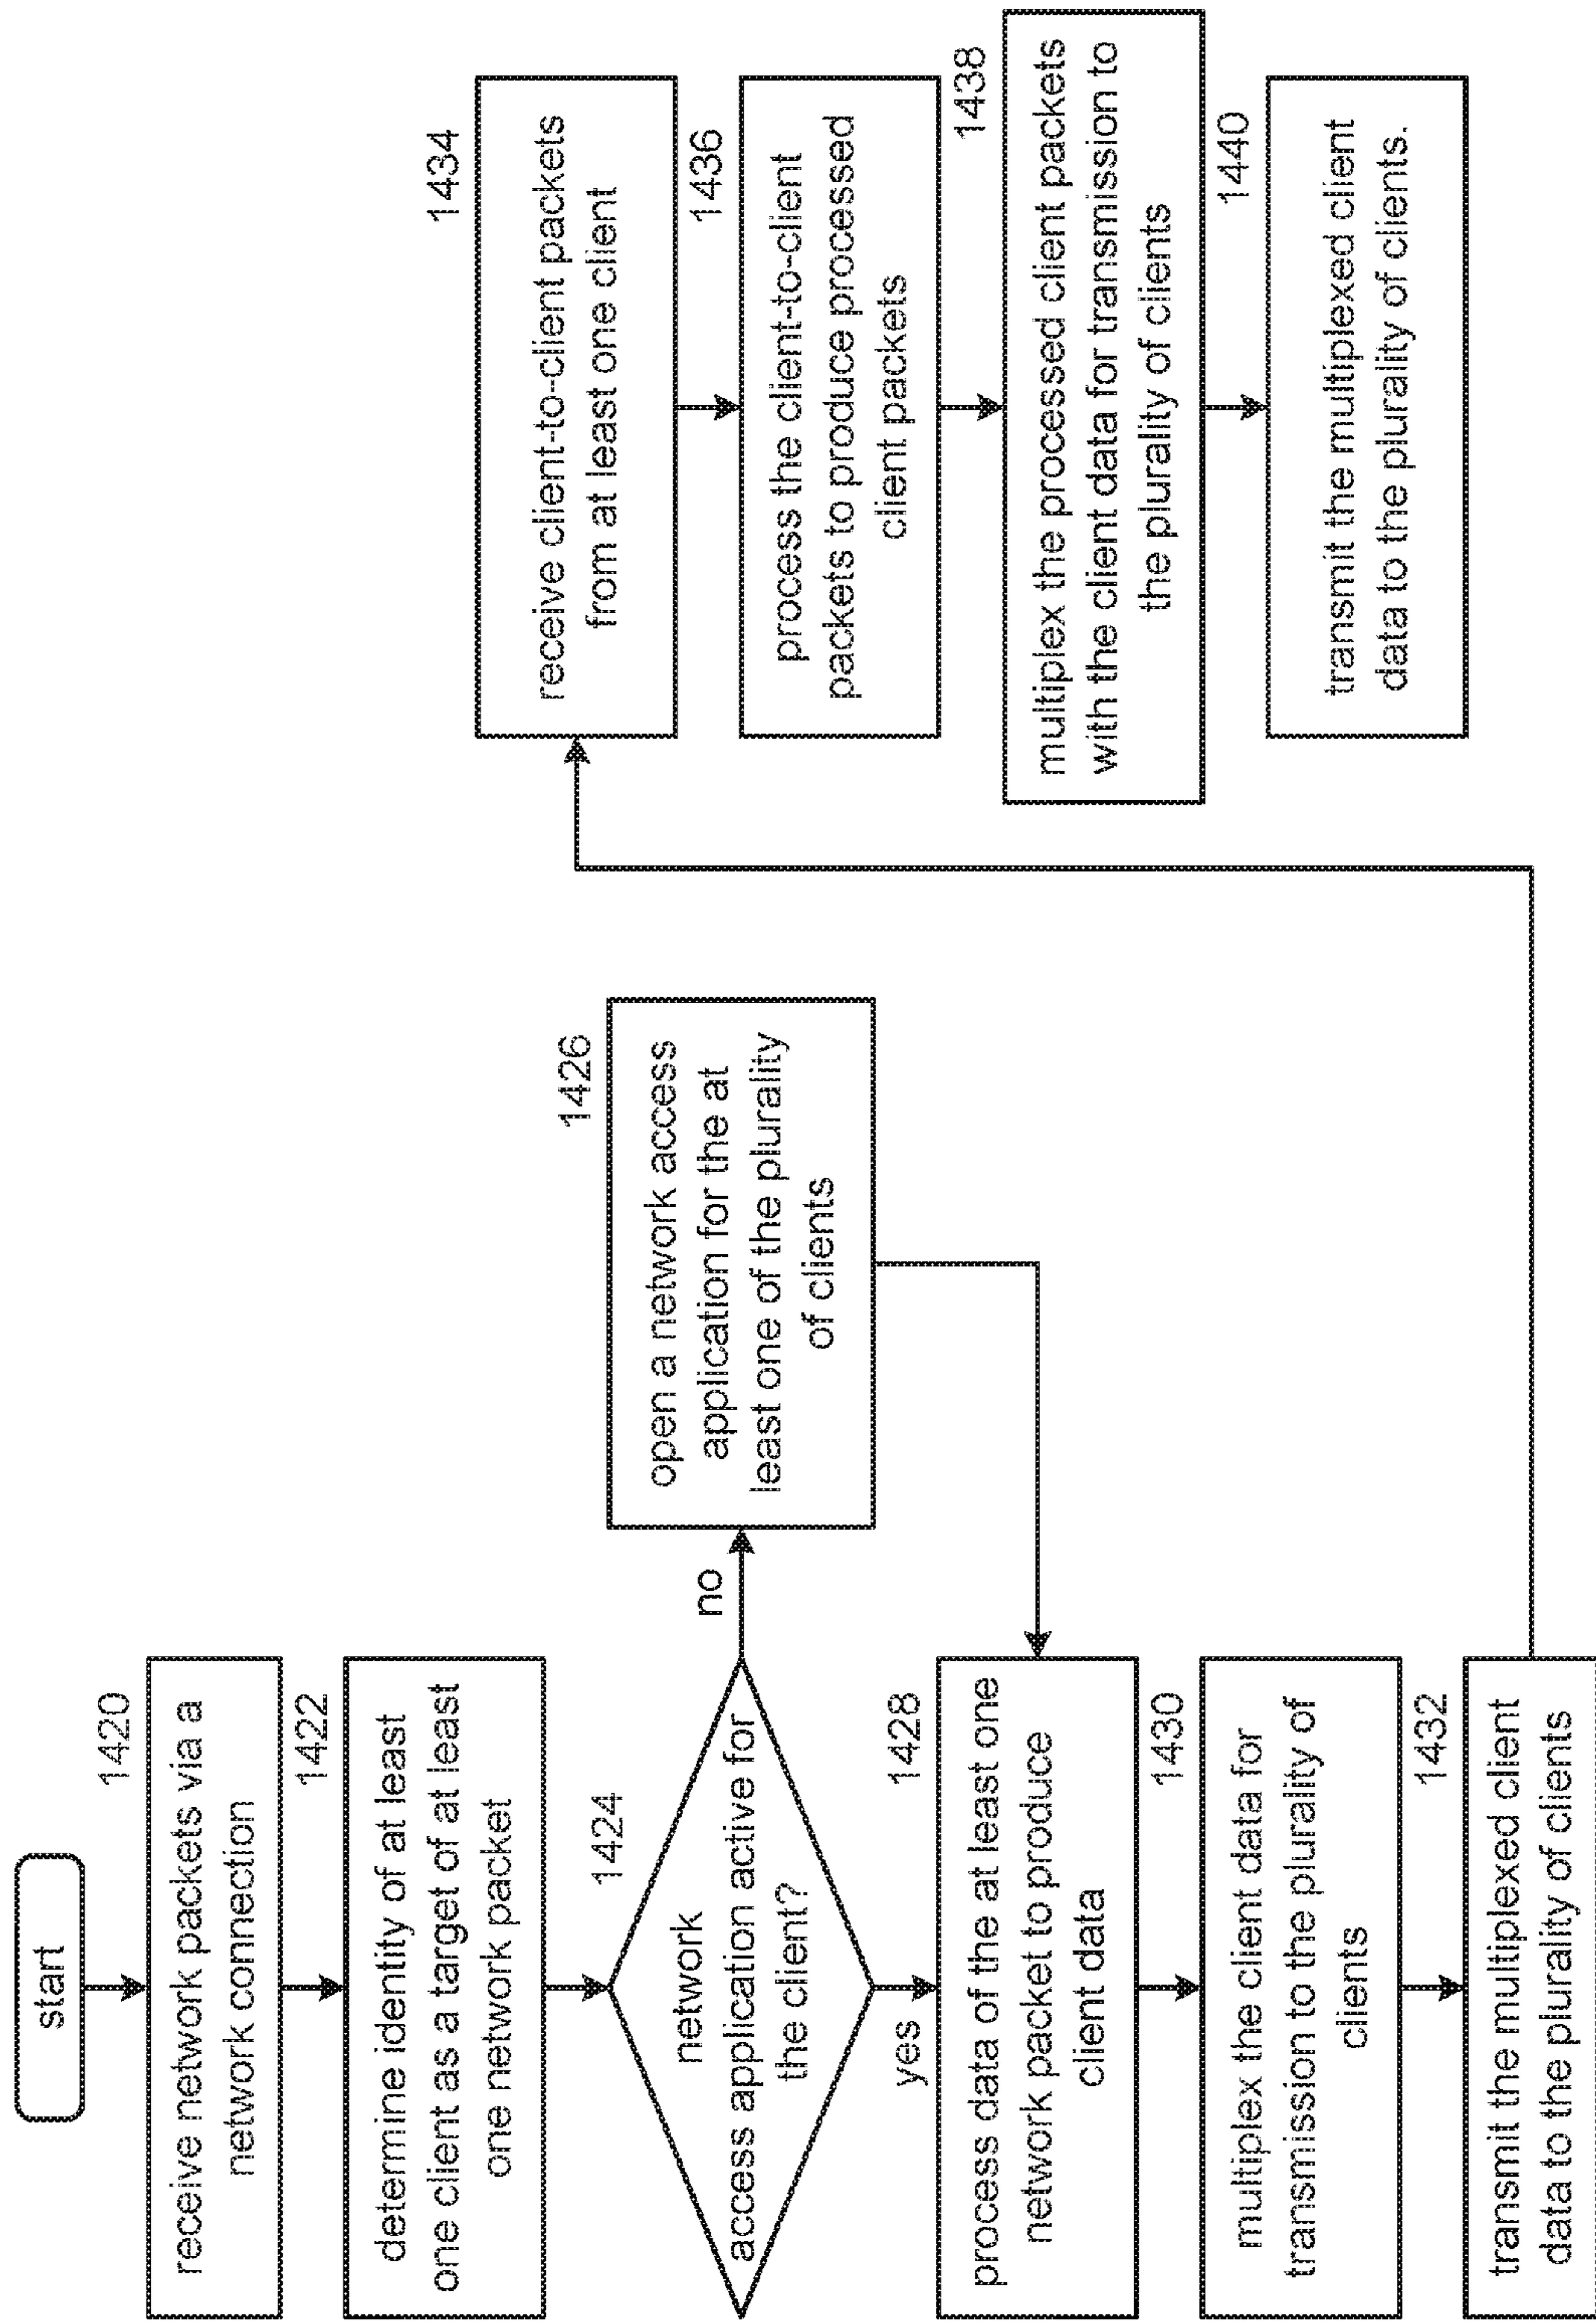 start
1420
receive network packets via a
network connection
1422
determine identity of at least
one client as a target of at least
one network packet
1424
network
access application active for
the client?
no
yes
1426
open a network access
application for the at
least one of the plurality
of clients
1428
process data of the at least one
network packet to produce
client data
1430
multiplex the client data for
transmission to the plurality of
clients
1432
transmit the multiplexed client
data to the plurality of clients
1434
receive client-to-client packets
from at least one client
1436
process the client-to-client
packets to produce processed
client packets
1438
multiplex the processed client packets
with the client data for transmission to
the plurality of clients
1440
transmit the multiplexed client
data to the plurality of clients.